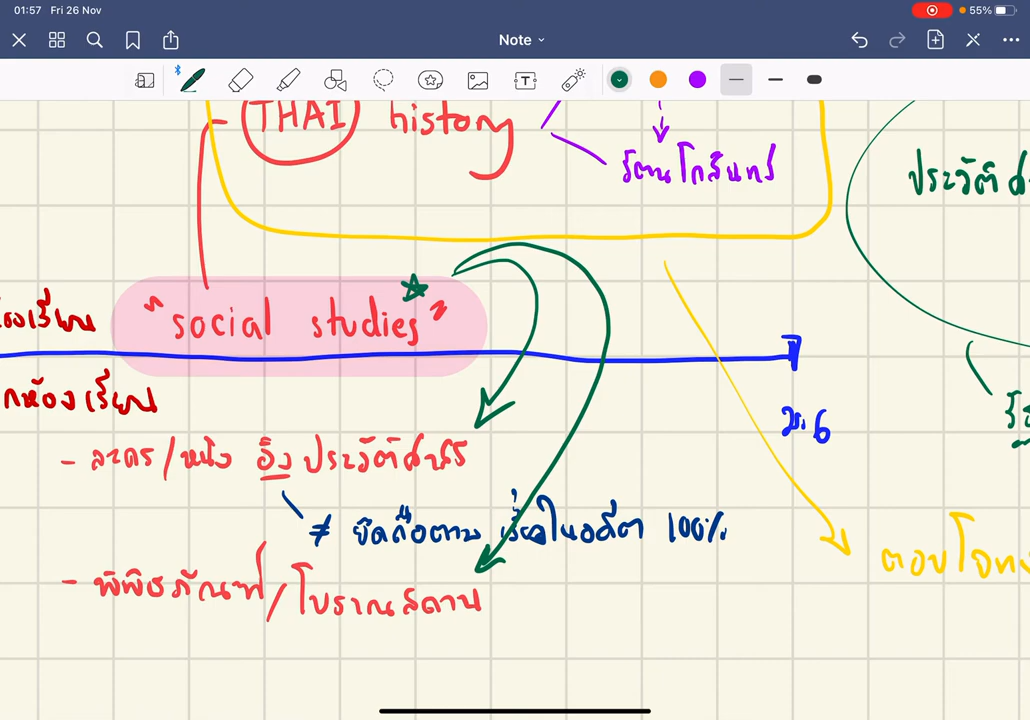 01:57 Fri 26 Nov
55%
Note
THAI history
รัตนโกสินทร์
ประวัติศ
"social studies"
องเรียน
กห้องเรียน
ม.6
- ละคร/หนัง อิง ประวัติศาสตร์
≠ ยึดถือตาม เรื่องในอดีต 100%
ตอบโจทย
- พิพิธภัณฑ์/โบราณสถาน